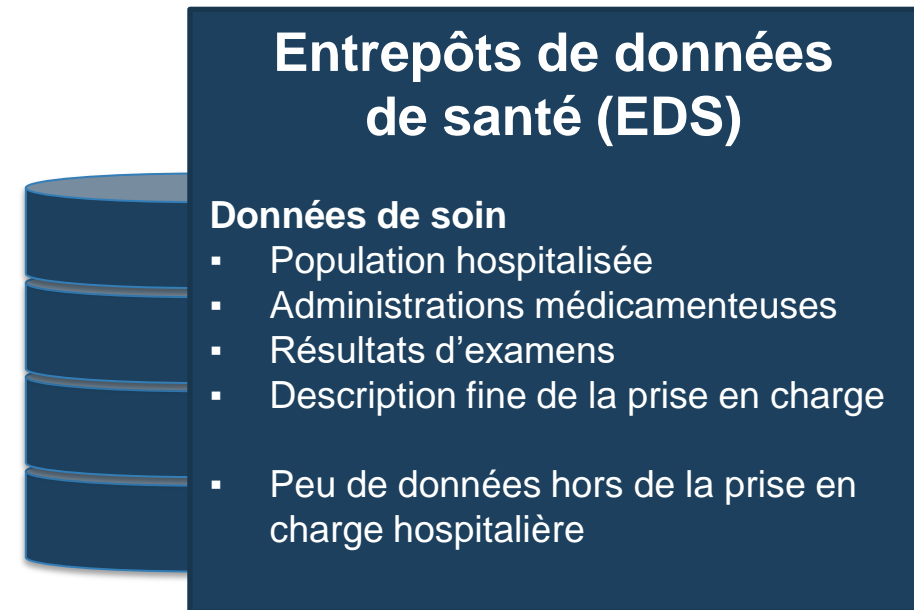 Entrepôts de données
de santé (EDS)
Données de soin
▪ Population hospitalisée
▪ Administrations médicamenteuses
▪ Résultats d’examens
▪ Description fine de la prise en charge
▪ Peu de données hors de la prise en
charge hospitalière